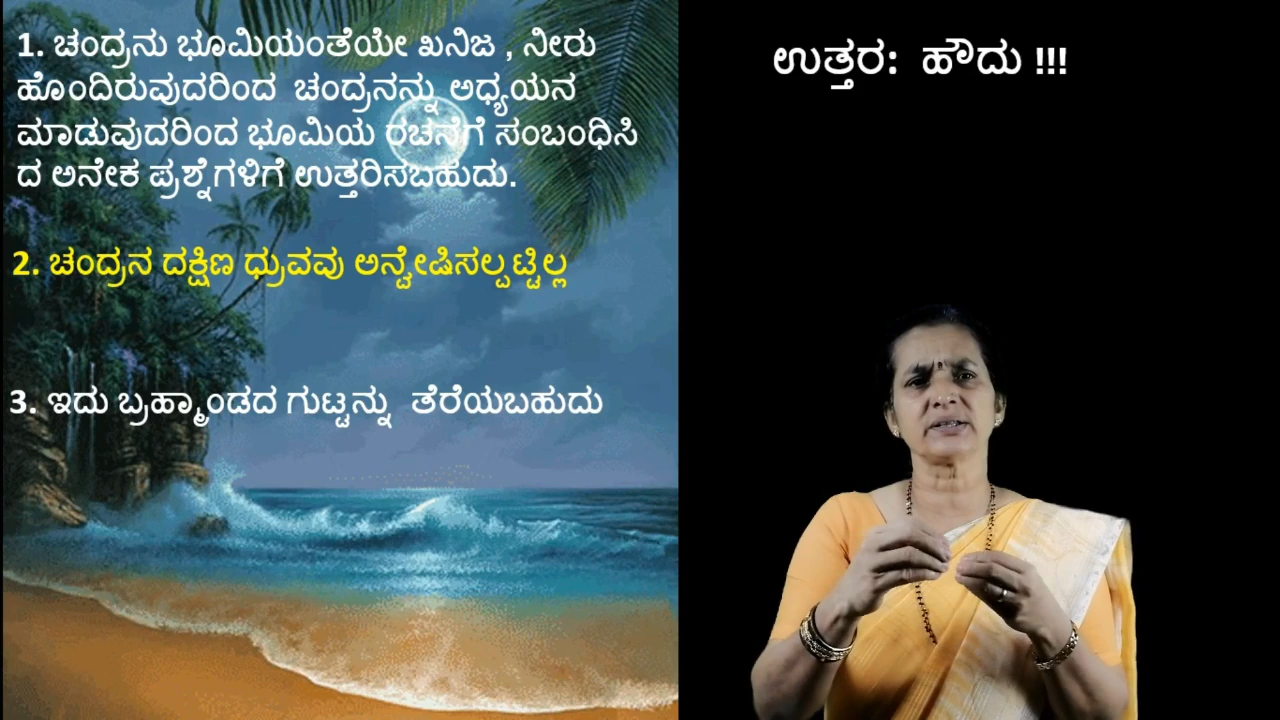 1. ಚಂದ್ರನು ಭೂಮಿಯಂತೆಯೇ ಖನಿಜ , ನೀರು
ಹೊಂದಿರುವುದರಿಂದ ಚಂದ್ರನನ್ನು ಅಧ್ಯಯನ
ಮಾಡುವುದರಿಂದ ಭೂಮಿಯ ರಚನೆಗೆ ಸಂಬಂಧಿಸಿ
ದ ಅನೇಕ ಪ್ರಶ್ನೆಗಳಿಗೆ ಉತ್ತರಿಸಬಹುದು.
2. ಚಂದ್ರನ ದಕ್ಷಿಣ ಧ್ರುವವು ಅನ್ವೇಷಿಸಲ್ಪಟ್ಟಿಲ್ಲ
3. ಇದು ಬ್ರಹ್ಮಾಂಡದ ಗುಟ್ಟನ್ನು ತೆರೆಯಬಹುದು
ಉತ್ತರ: ಹೌದು !!!